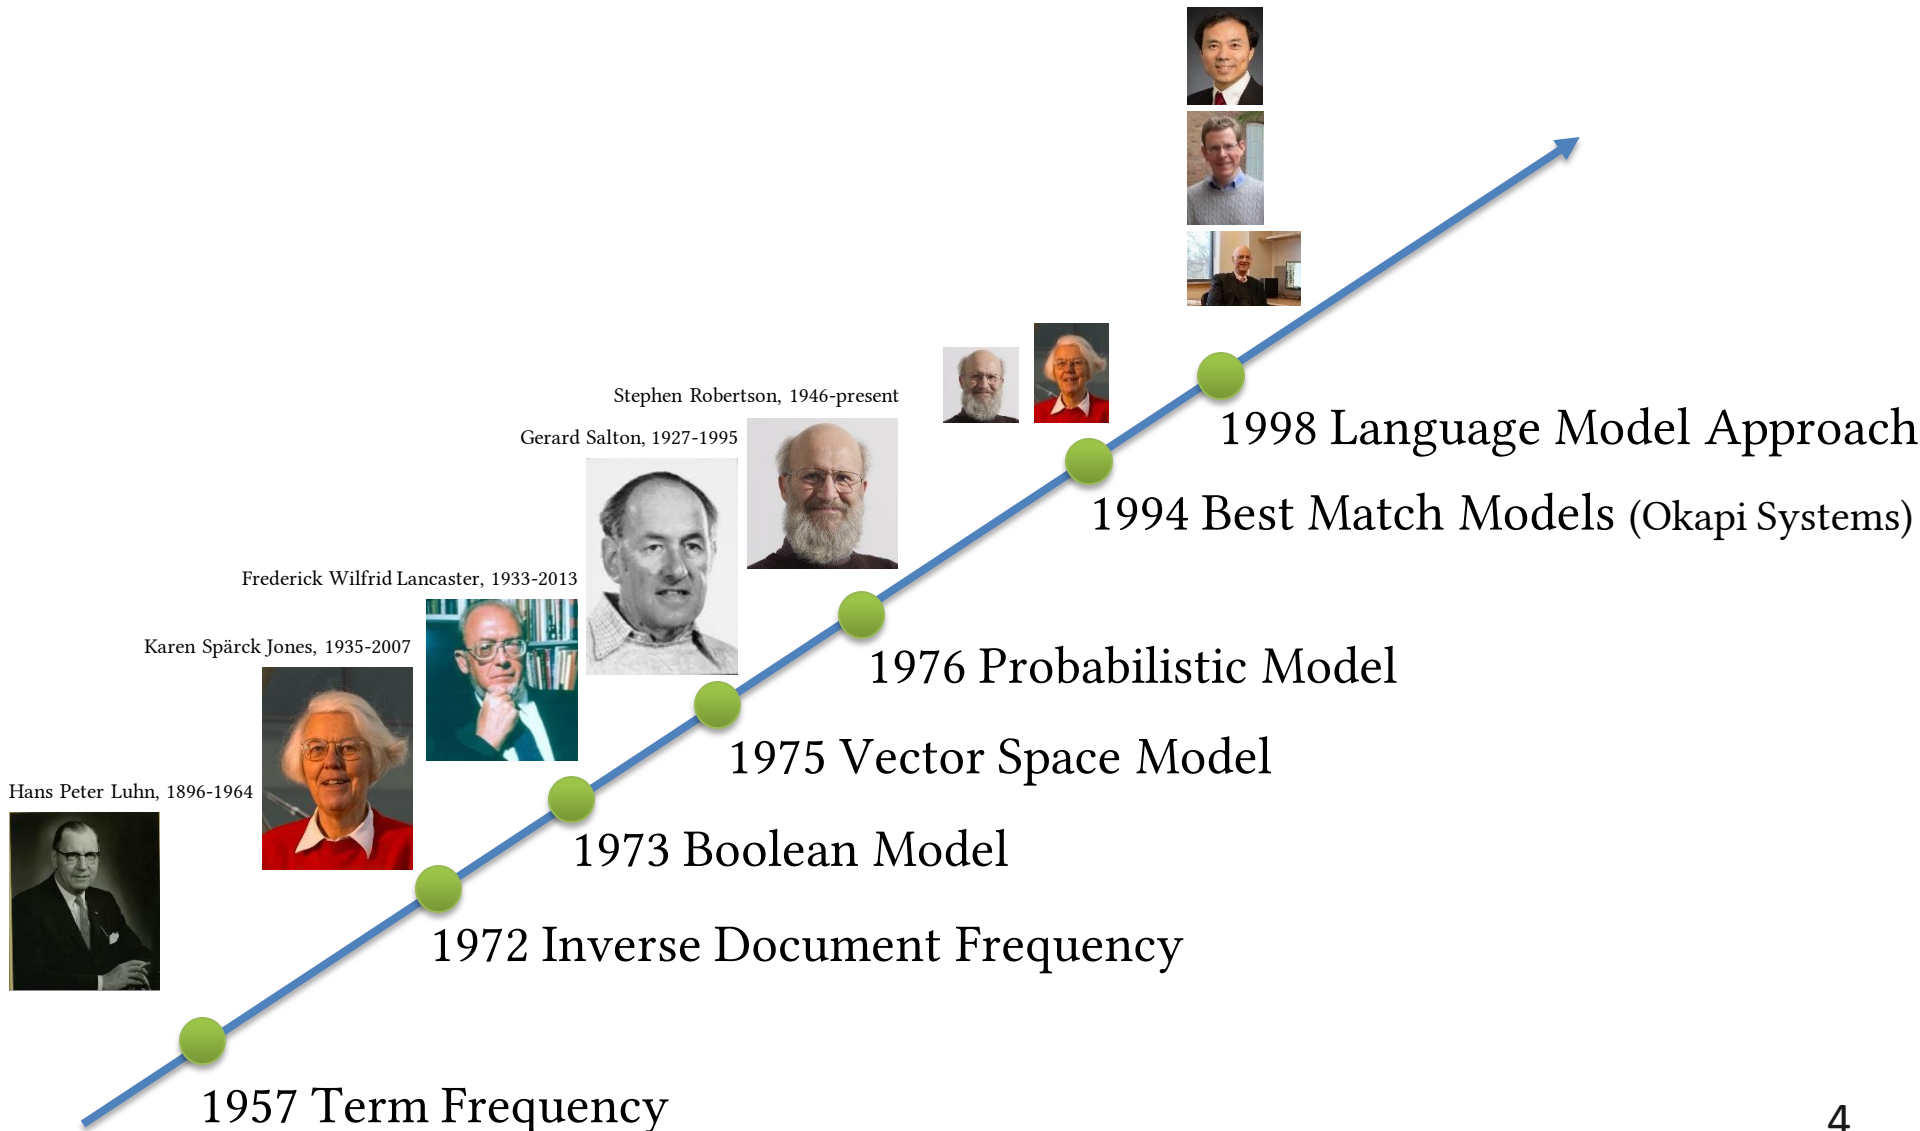 Stephen Robertson, 1946-present
Gerard Salton, 1927-1995
1998 Language Model Approach
1994 Best Match Models (Okapi Systems)
Frederick Wilfrid Lancaster, 1933-2013
Karen Spärck Jones, 1935-2007
1976 Probabilistic Model
1975 Vector Space Model
Hans Peter Luhn, 1896-1964
1973 Boolean Model
1972 Inverse Document Frequency
1957 Term Frequency
4